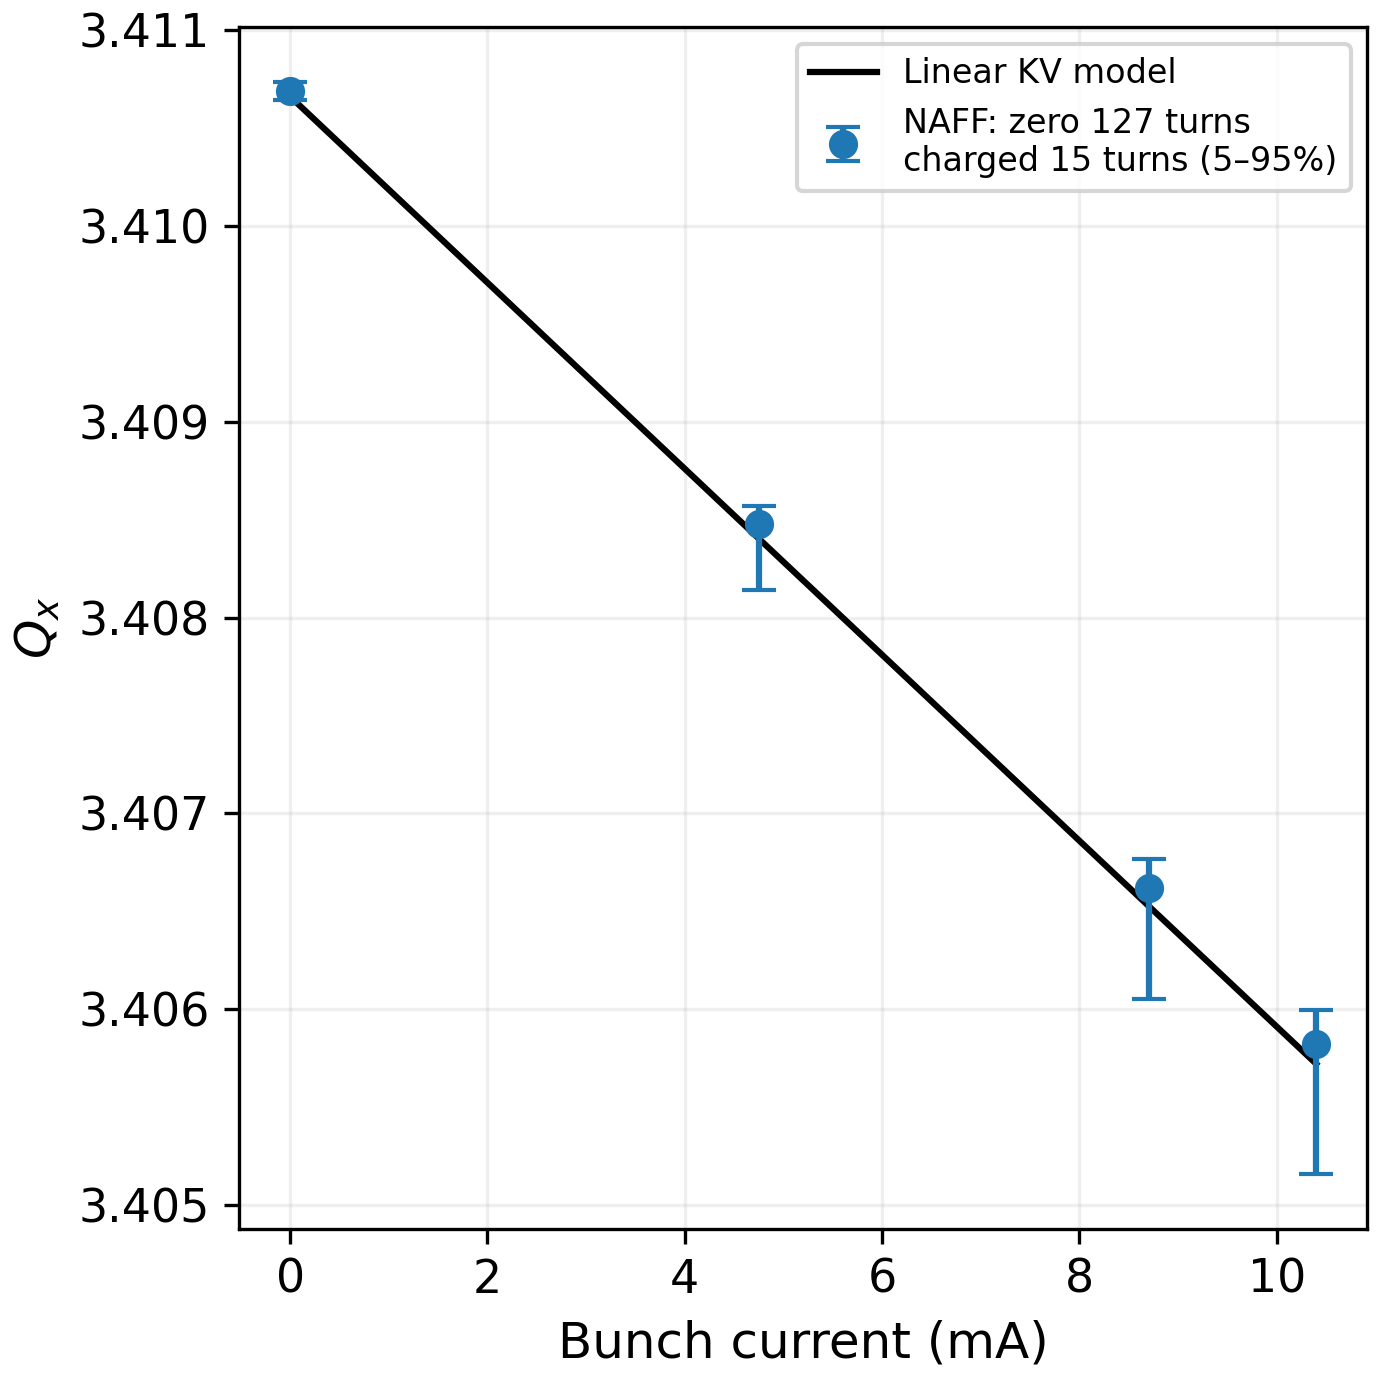 3.411
3.410
3.409
3.408
3.407
3.406
3.405
Qx
Linear KV model
NAFF: zero 127 turns
charged 15 turns (5–95%)
0 2 4 6 8 10
Bunch current (mA)